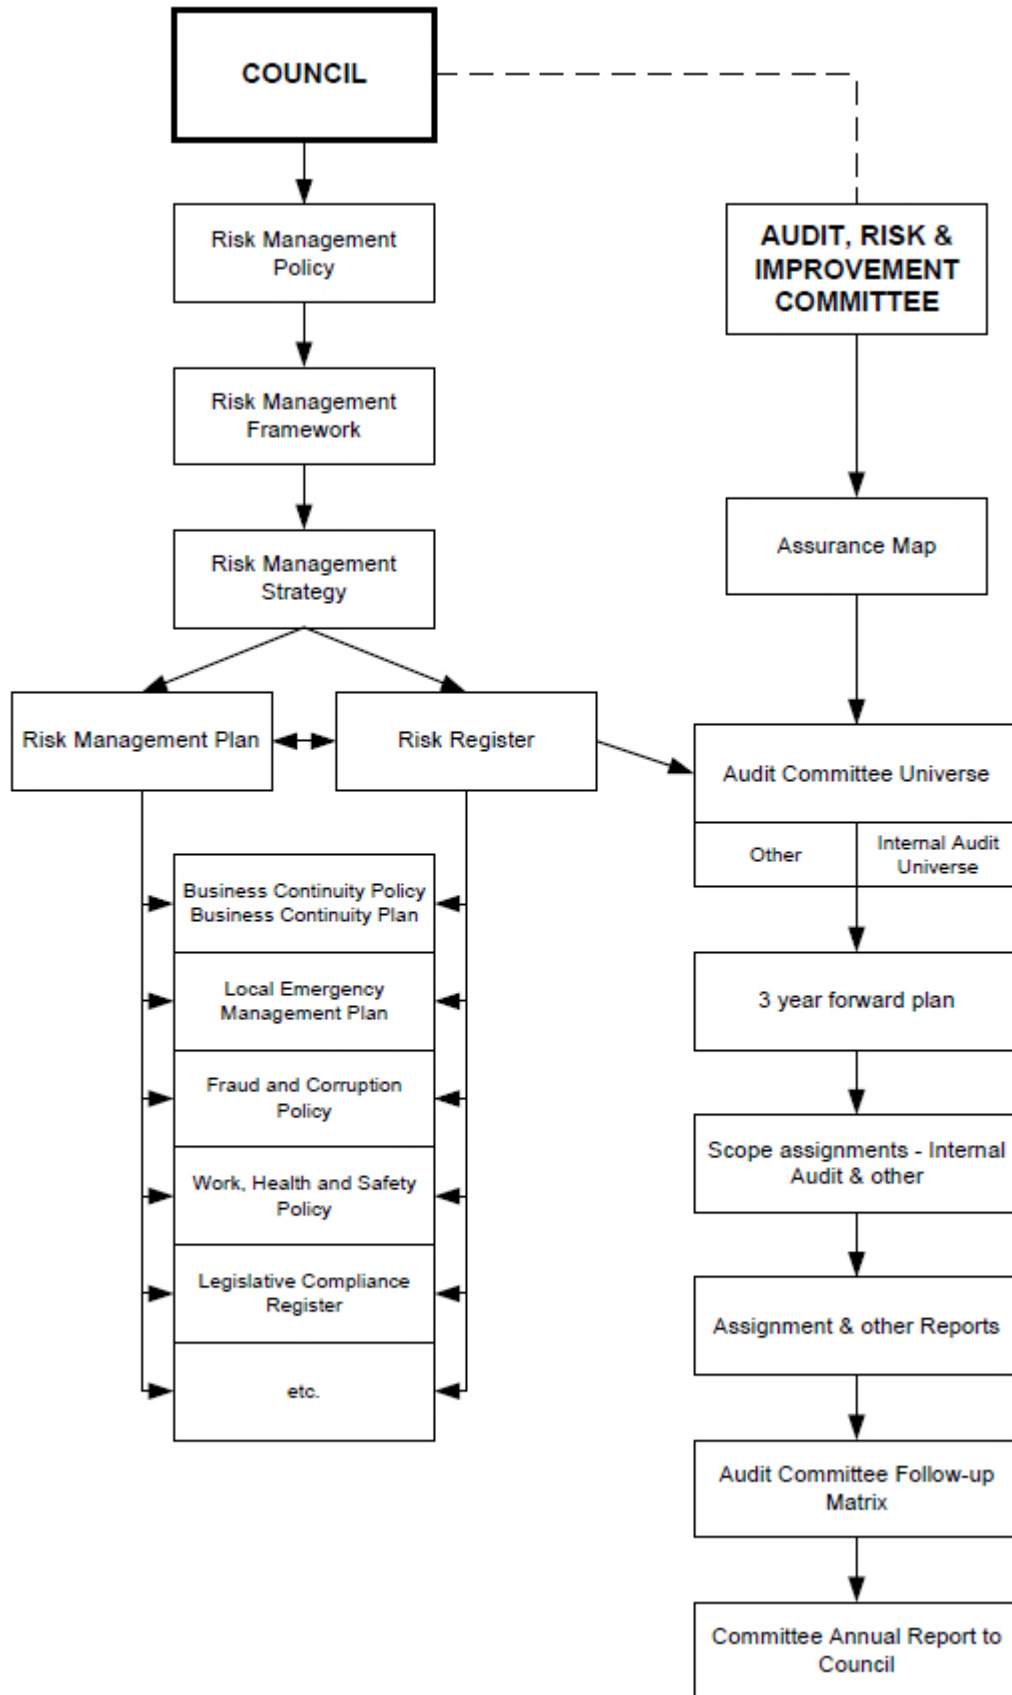 COUNCIL
Risk Management
Policy
AUDIT, RISK &
IMPROVEMENT
COMMITTEE
Risk Management
Framework
Risk Management
Strategy
Assurance Map
Risk Management Plan
Risk Register
Audit Committee Universe
Other
Internal Audit
Universe
Business Continuity Policy
Business Continuity Plan
Local Emergency
Management Plan
Fraud and Corruption
Policy
Work, Health and Safety
Policy
Legislative Compliance
Register
etc.
3 year forward plan
Scope assignments - Internal
Audit & other
Assignment & other Reports
Audit Committee Follow-up
Matrix
Committee Annual Report to
Council